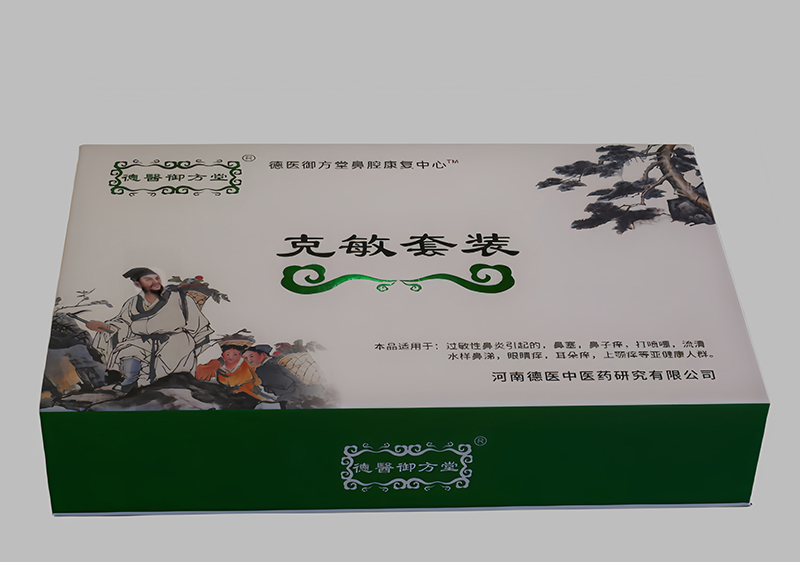 德醫御方堂®
德医御方堂鼻腔康复中心™
克敏套装
本品适用于：过敏性鼻炎引起的，鼻塞，鼻子痒，打喷嚏，流清
水样鼻涕，眼睛痒，耳朵痒，上颚痒等亚健康人群。
河南德医中医药研究有限公司
德醫御方堂®